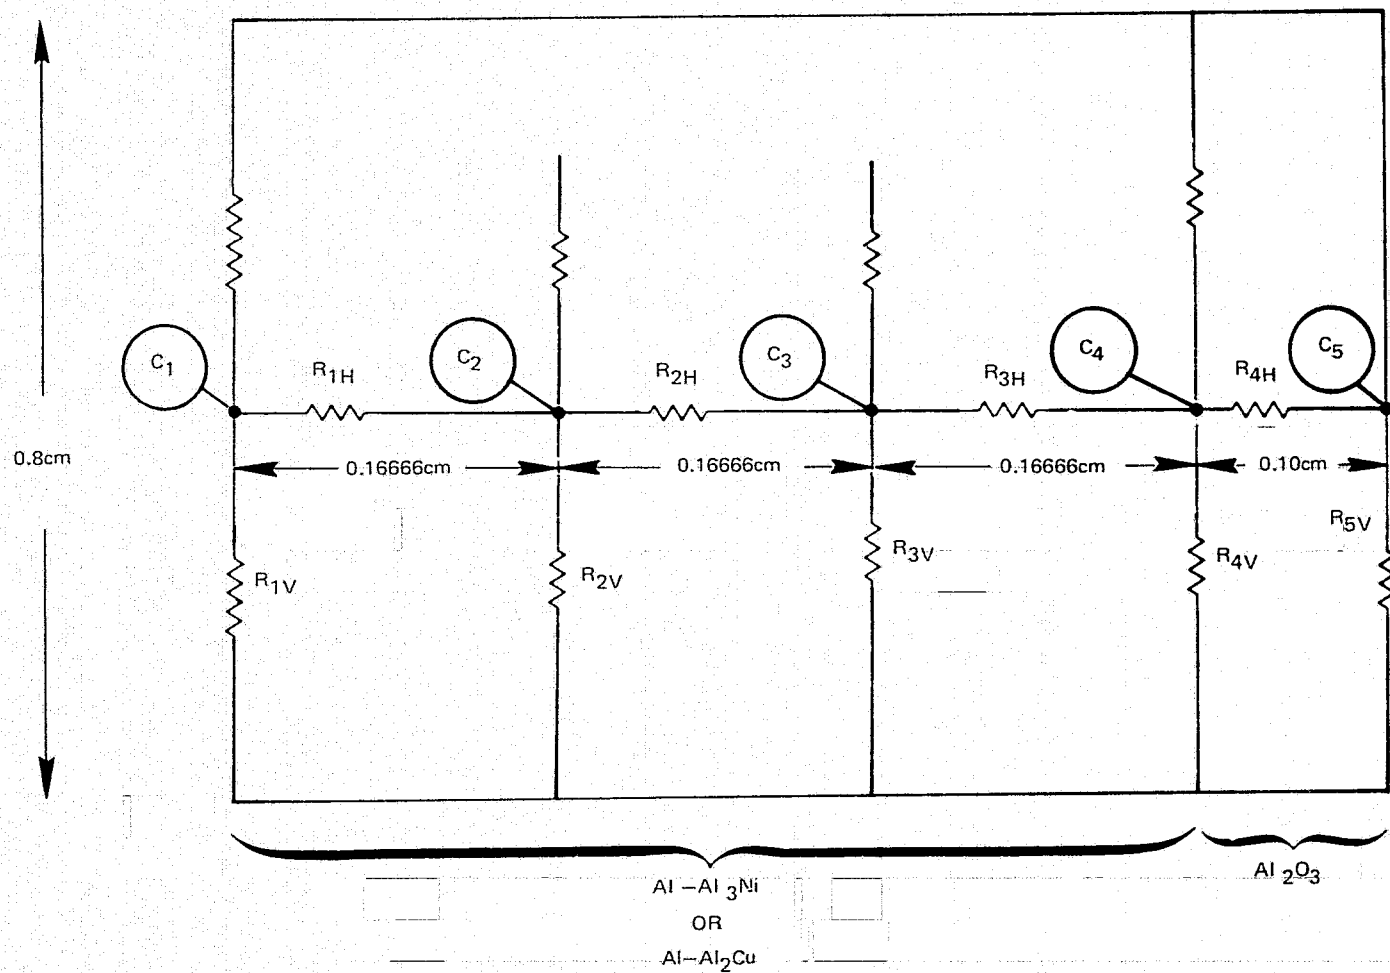 C1
R1H
C2
R2H
C3
R3H
C4
R4H
C5
0.8cm
0.16666cm
0.16666cm
0.16666cm
0.10cm
R1V
R2V
R3V
R4V
R5V
Al–Al3Ni
OR
Al–Al2Cu
Al2O3